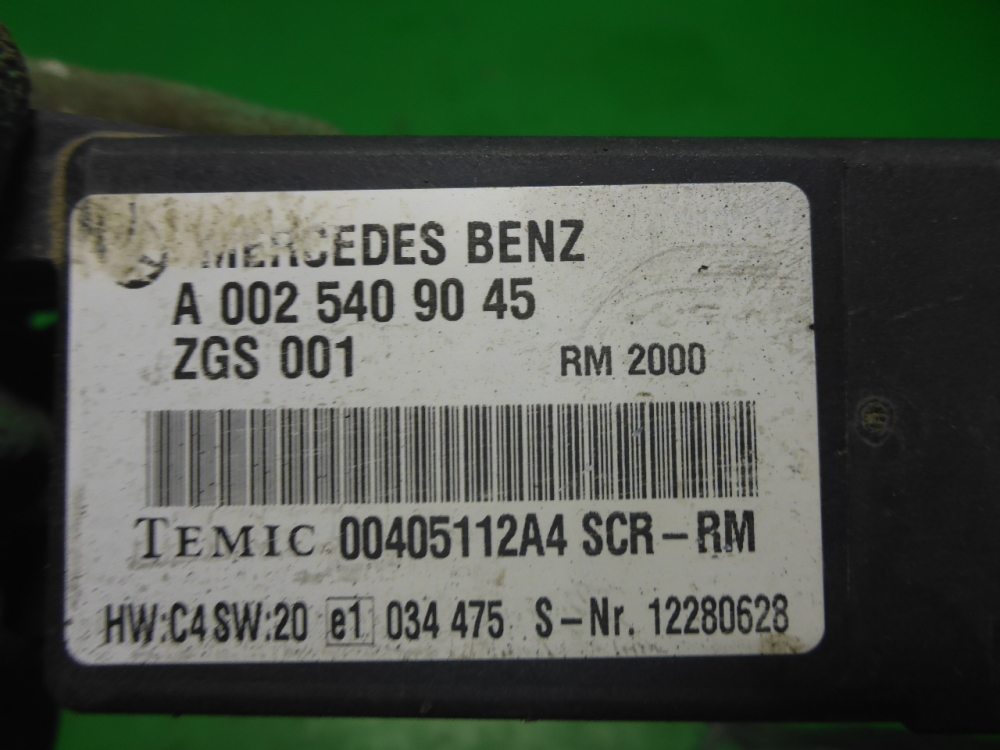 MERCEDES BENZ
A 002 540 90 45
ZGS 001 RM 2000
TEMIC 00405112A4 SCR-RM
HW:C4 SW:20 e1 034 475 S-Nr. 12280628